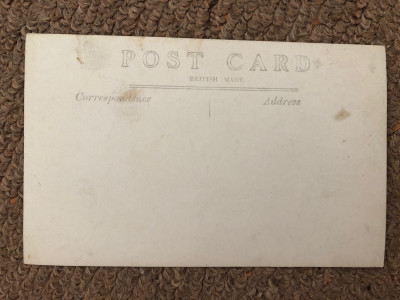 POST CARD
BRITISH MADE
Correspondence Address